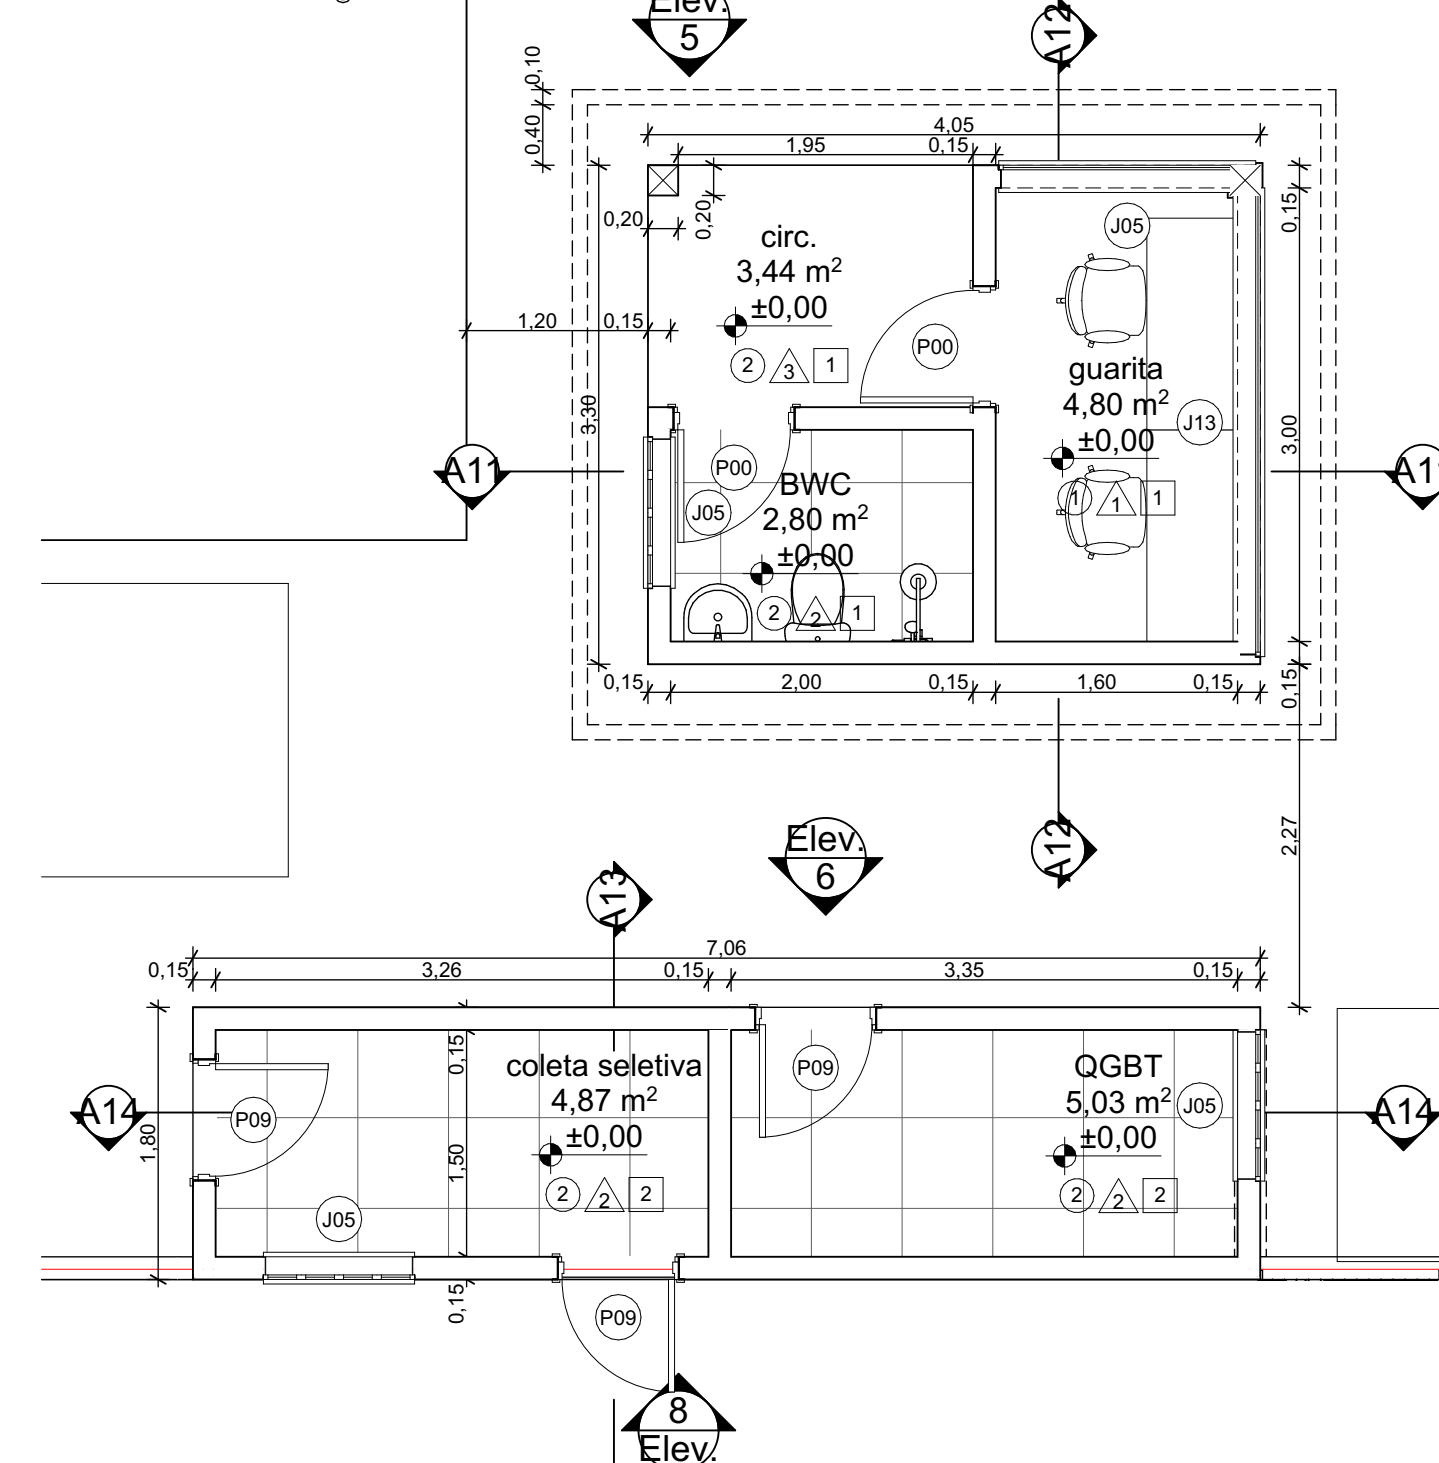 Elev.
5
A12
0,10
0,40
4,05
1,95
0,15
0,20
0,20
circ.
3,44 m²
±0,00
2
3
1
P00
J05
0,15
1,20
0,15
guarita
4,80 m²
±0,00
J13
1
1
1
3,30
3,00
A11
P00
J05
BWC
2,80 m²
±0,00
2
2
1
0,15
2,00
0,15
1,60
0,15
0,15
2,27
Elev.
6
A12
A13
7,06
0,15
3,26
0,15
3,35
0,15
0,15
coleta seletiva
4,87 m²
±0,00
2
2
2
P09
QGBT
5,03 m²
±0,00
J05
2
2
2
A14
P09
A14
1,80
1,50
J05
0,15
P09
8
Elev.